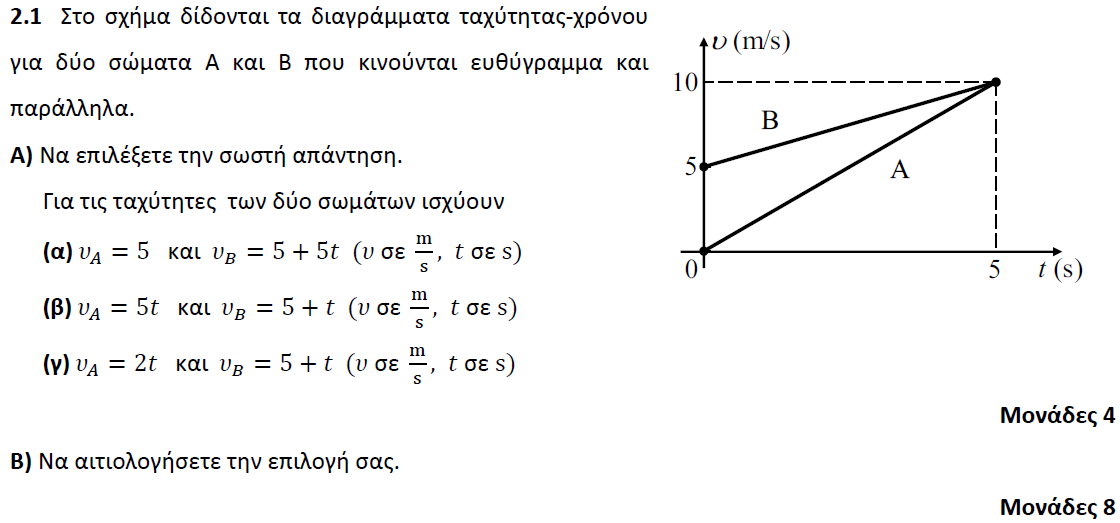 2.1 Στο σχήμα δίδονται τα διαγράμματα ταχύτητας-χρόνου
για δύο σώματα Α και Β που κινούνται ευθύγραμμα και
παράλληλα.
Α) Να επιλέξετε την σωστή απάντηση.
Για τις ταχύτητες των δύο σωμάτων ισχύουν
(α) 𝜐_𝐴 = 5 και 𝜐_𝐵 = 5 + 5𝑡 (𝜐 σε m/s, 𝑡 σε s)
(β) 𝜐_𝐴 = 5𝑡 και 𝜐_𝐵 = 5 + 𝑡 (𝜐 σε m/s, 𝑡 σε s)
(γ) 𝜐_𝐴 = 2𝑡 και 𝜐_𝐵 = 5 + 𝑡 (𝜐 σε m/s, 𝑡 σε s)
Μονάδες 4
Β) Να αιτιολογήσετε την επιλογή σας.
Μονάδες 8
υ (m/s)
10
B
5
A
0
5
t (s)